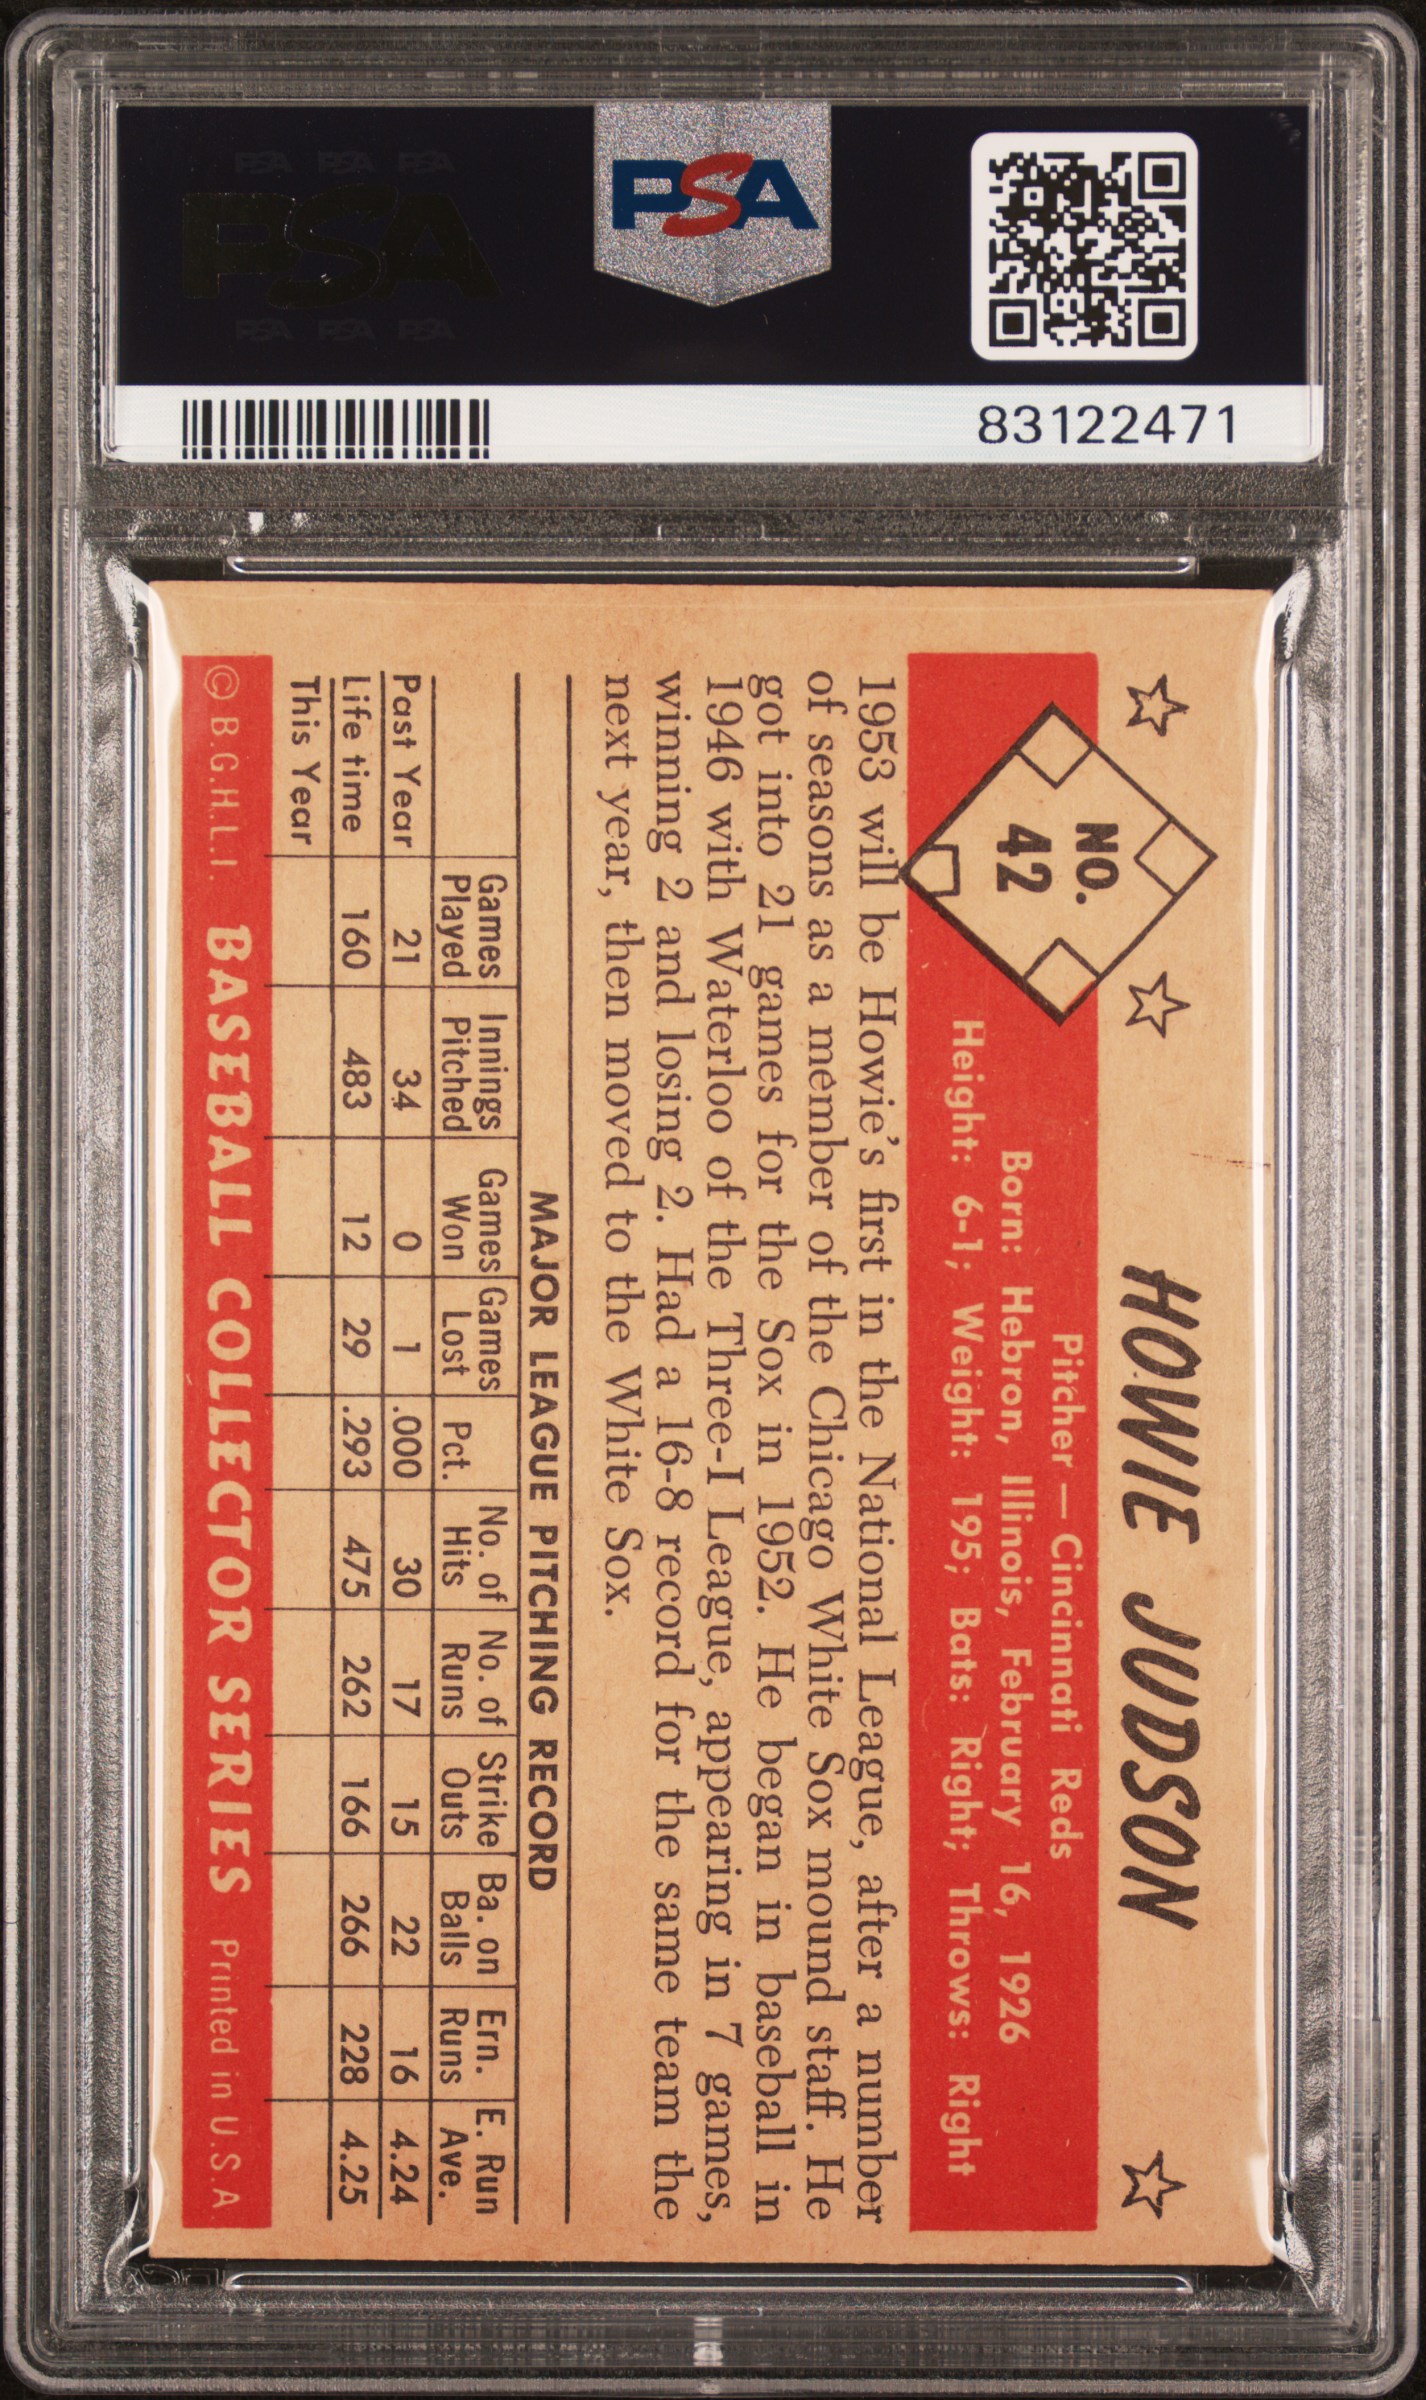 PSA PSA PSA
PSA
PSA PSA PSA
PSA
83122471
HOWIE JUDSON
NO.
42
Pitcher — Cincinnati Reds
Born: Hebron, Illinois, February 16, 1926
Height: 6-1; Weight: 195; Bats: Right; Throws: Right
1953 will be Howie's first in the National League, after a number
of seasons as a member of the Chicago White Sox mound staff. He
got into 21 games for the Sox in 1952. He began in baseball in
1946 with Waterloo of the Three-I League, appearing in 7 games,
winning 2 and losing 2. Had a 16-8 record for the same team the
next year, then moved to the White Sox.
MAJOR LEAGUE PITCHING RECORD
Games Innings Games Games No. of No. of Strike Ba. on Ern. E. Run
Played Pitched Won Lost Pct. Hits Runs Outs Balls Runs Ave.
Past Year 21 34 0 1 .000 30 17 15 22 16 4.24
Life time 160 483 12 29 .293 475 262 166 266 228 4.25
This Year
© B.G.H.L.I. BASEBALL COLLECTOR SERIES Printed in U.S.A